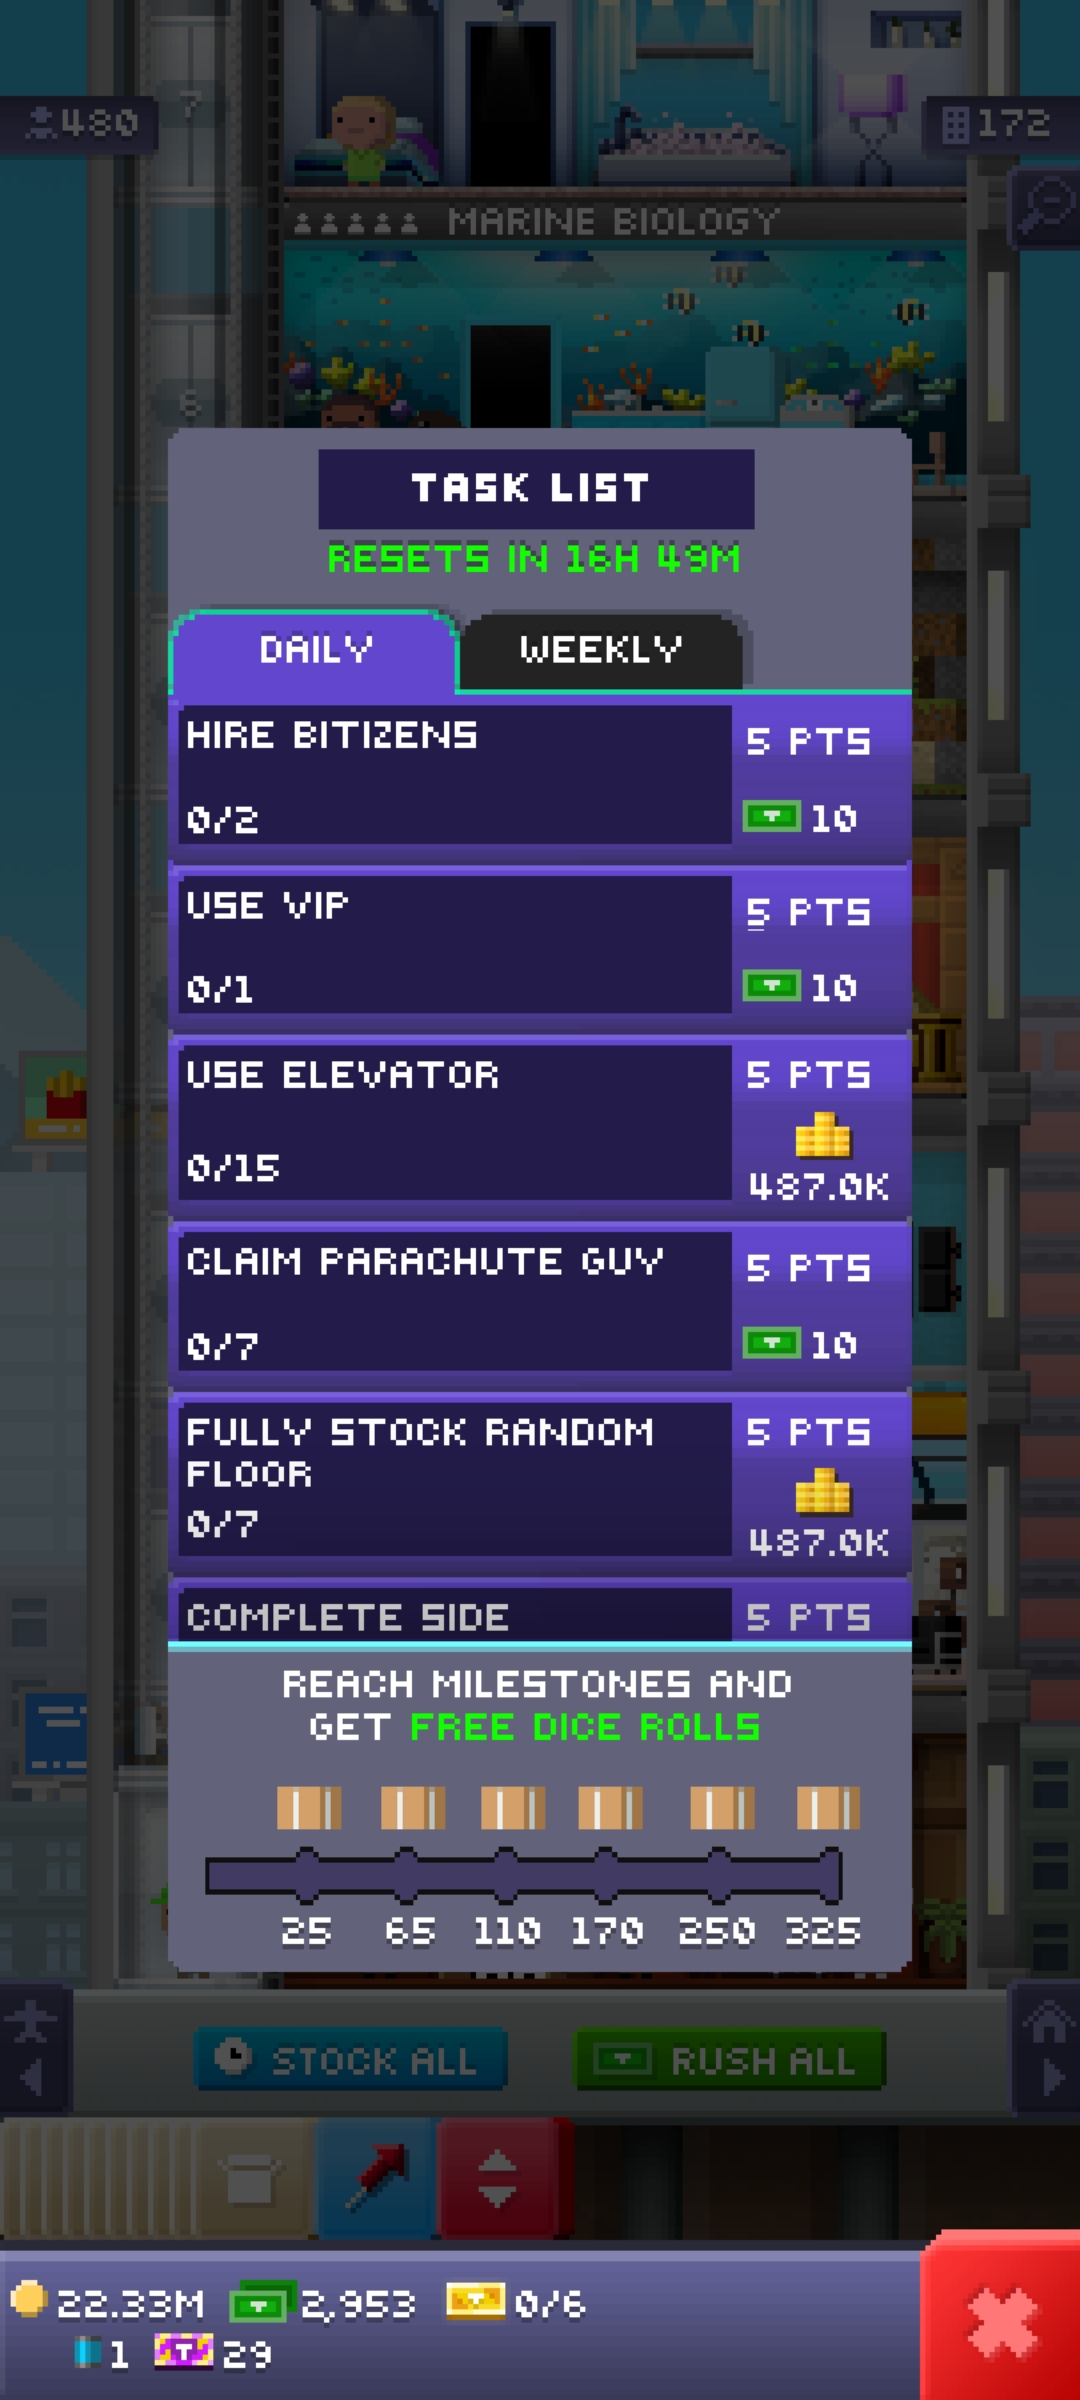 7
480
172
MARINE BIOLOGY
6
TASK LIST
RESETS IN 16H 49M
DAILY
WEEKLY
HIRE BITIZENS
5 PTS
0/2
10
USE VIP
5 PTS
0/1
10
USE ELEVATOR
5 PTS
0/15
487.0K
CLAIM PARACHUTE GUY
5 PTS
0/7
10
FULLY STOCK RANDOM
FLOOR
5 PTS
0/7
487.0K
COMPLETE SIDE
5 PTS
REACH MILESTONES AND
GET FREE DICE ROLLS
25 65 110 170 250 325
STOCK ALL
RUSH ALL
22.33M 2,953 0/6
1 29